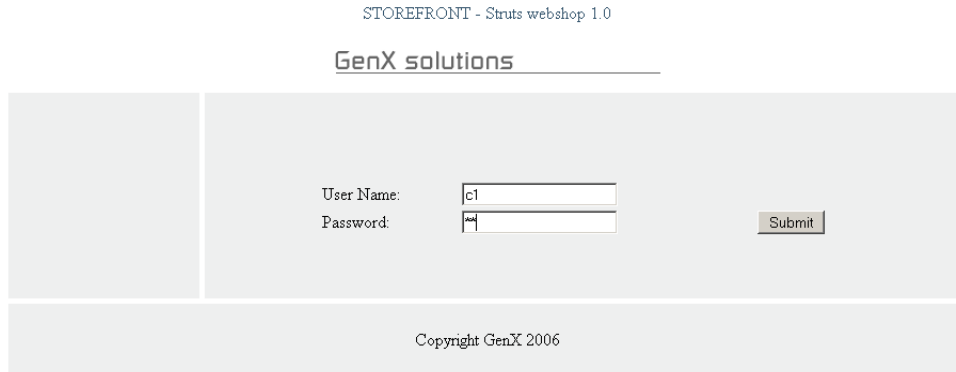 STOREFRONT - Struts webshop 1.0
GenX solutions
User Name: c1
Password: **
Submit
Copyright GenX 2006